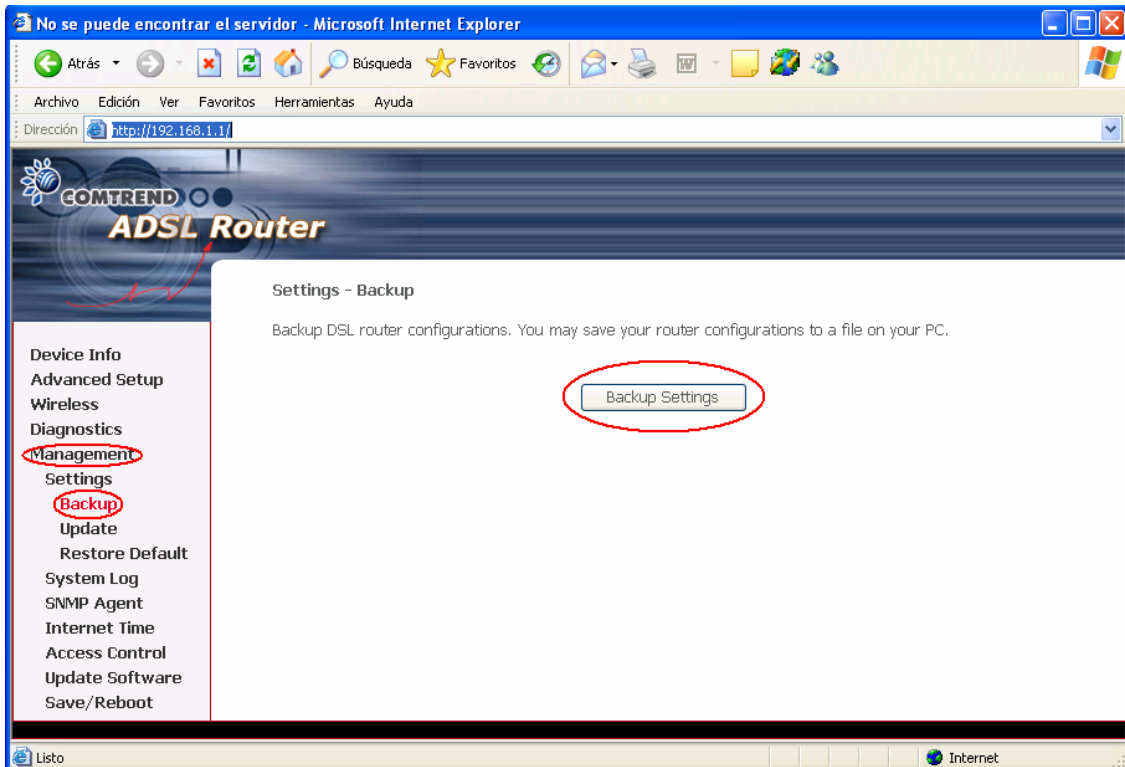 No se puede encontrar el servidor - Microsoft Internet Explorer
Atrás Búsqueda Favoritos
Archivo Edición Ver Favoritos Herramientas Ayuda
Dirección http://192.168.1.1/
COMTREND
ADSL Router
Settings - Backup
Backup DSL router configurations. You may save your router configurations to a file on your PC.
Backup Settings
Device Info
Advanced Setup
Wireless
Diagnostics
Management
Settings
Backup
Update
Restore Default
System Log
SNMP Agent
Internet Time
Access Control
Update Software
Save/Reboot
Listo Internet